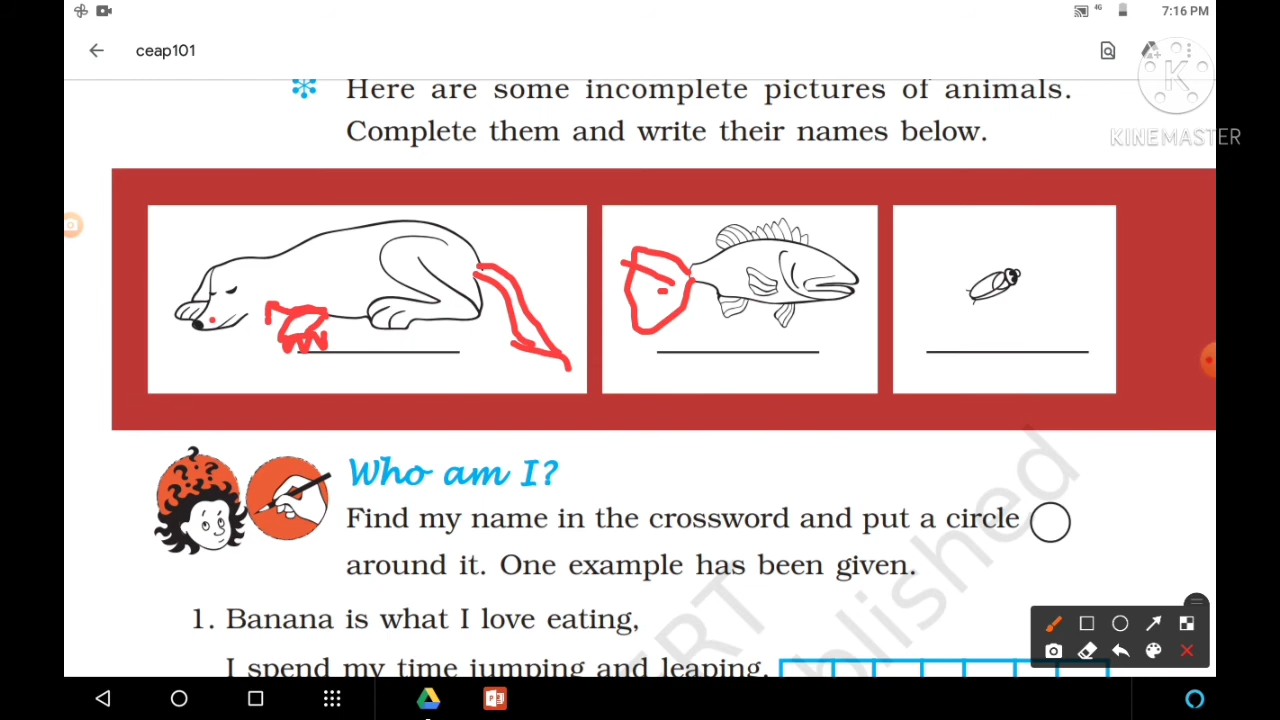 4G
7:16 PM
ceap101
K
KINEMASTER
Here are some incomplete pictures of animals.
Complete them and write their names below.
Who am I?
Find my name in the crossword and put a circle
around it. One example has been given.
1. Banana is what I love eating,
I spend my time jumping and leaping.